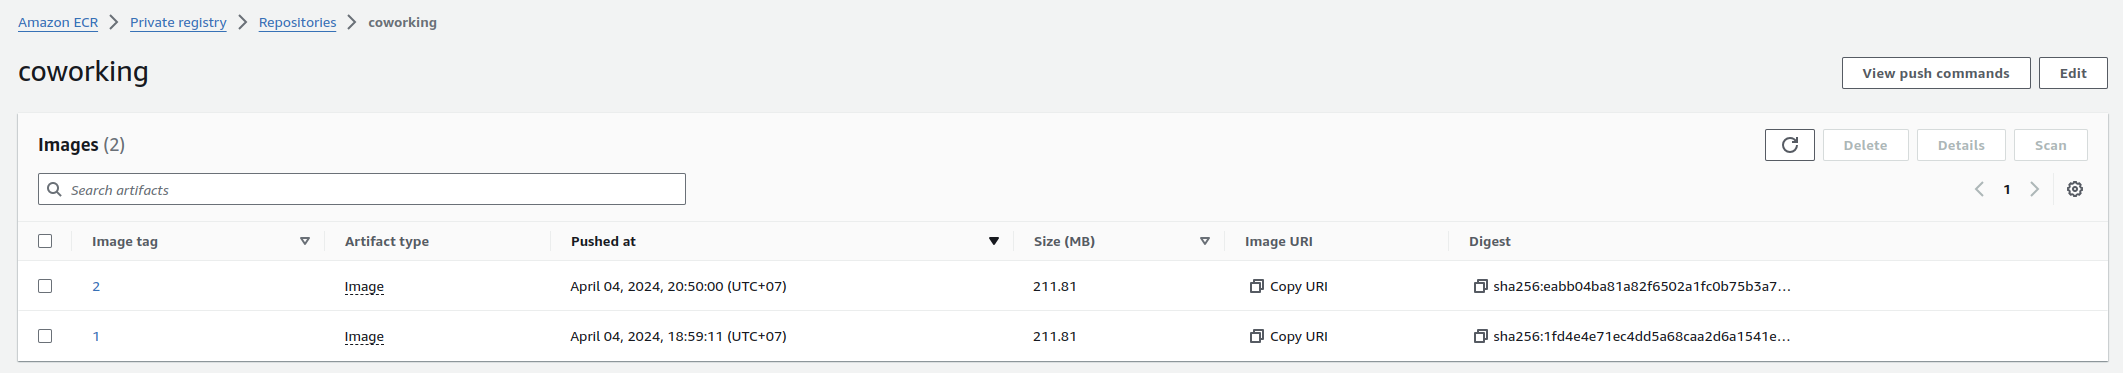 Amazon ECR > Private registry > Repositories > coworking
coworking
View push commands Edit
Images (2)
Delete Details Scan
Search artifacts
1
Image tag Artifact type Pushed at Size (MB) Image URI Digest
2 Image April 04, 2024, 20:50:00 (UTC+07) 211.81 Copy URI sha256:eabb04ba81a82f6502a1fc0b75b3a7...
1 Image April 04, 2024, 18:59:11 (UTC+07) 211.81 Copy URI sha256:1fd4e4e71ec4dd5a68caa2d6a1541e...